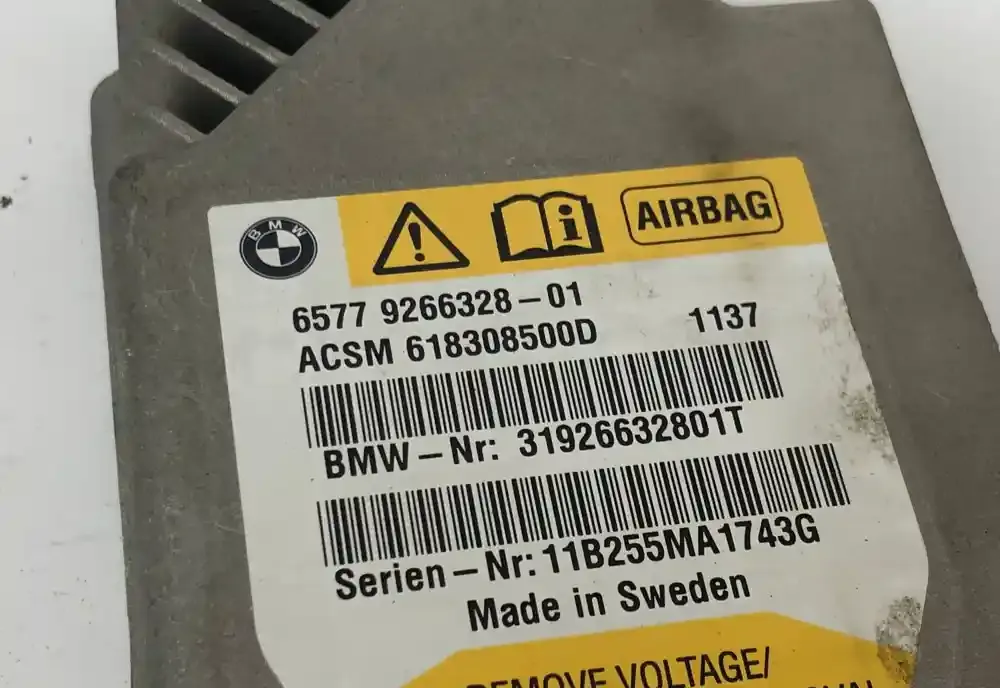 BMW
AIRBAG
6577 9266328-01
ACSM 618308500D 1137
BMW-Nr: 31926632801T
Serien-Nr: 11B255MA1743G
Made in Sweden
REMOVE VOLTAGE/